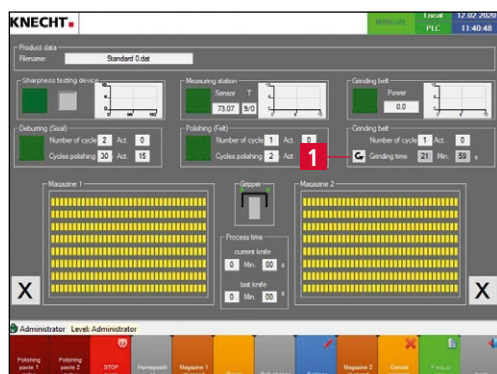 KNECHT
MANUAL
Local
PLC
12.02.2020
11:40:48
Product data
Filename:
Standard 0.dat
Sharpness testing device
Measuring station
Sensor T
73.07 9/0
Grinding belt
Power
0.0
Deburring (Sisal)
Number of cycle 2 Act. 0
Cycles polishing 30 Act. 15
Polishing (Felt)
Number of cycle 1 Act. 0
Cycles polishing 2 Act.
1
Grinding belt
Number of cycle 1 Act. 0
Grinding time 21 Min. 59 s
Magazine 1
Gripper
Magazine 2
Process time
current knife
0 Min. 00 s
last knife
0 Min. 00 s
X
X
Administrator Level: Administrator
Polishing
paste 1
Polishing
paste 2
STOP
Magazine 1
Magazine 2
Cancel